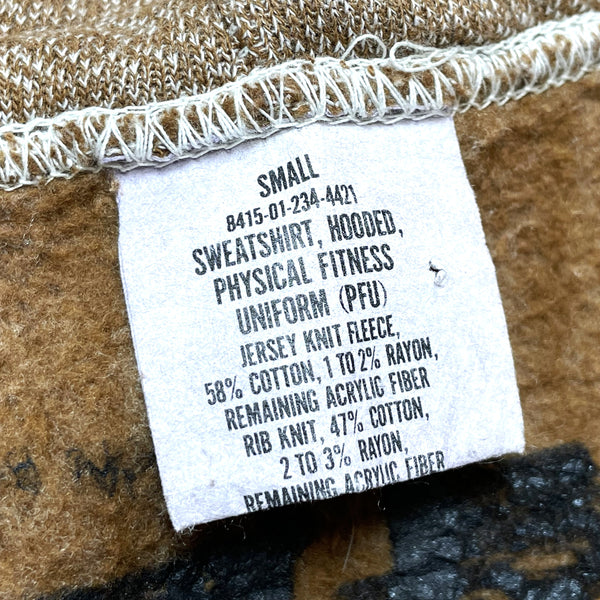 SMALL
8415-01-234-4421
SWEATSHIRT, HOODED,
PHYSICAL FITNESS
UNIFORM (PFU)
JERSEY KNIT FLEECE,
58% COTTON, 1 TO 2% RAYON,
REMAINING ACRYLIC FIBER
RIB KNIT, 47% COTTON,
2 TO 3% RAYON,
REMAINING ACRYLIC FIBER